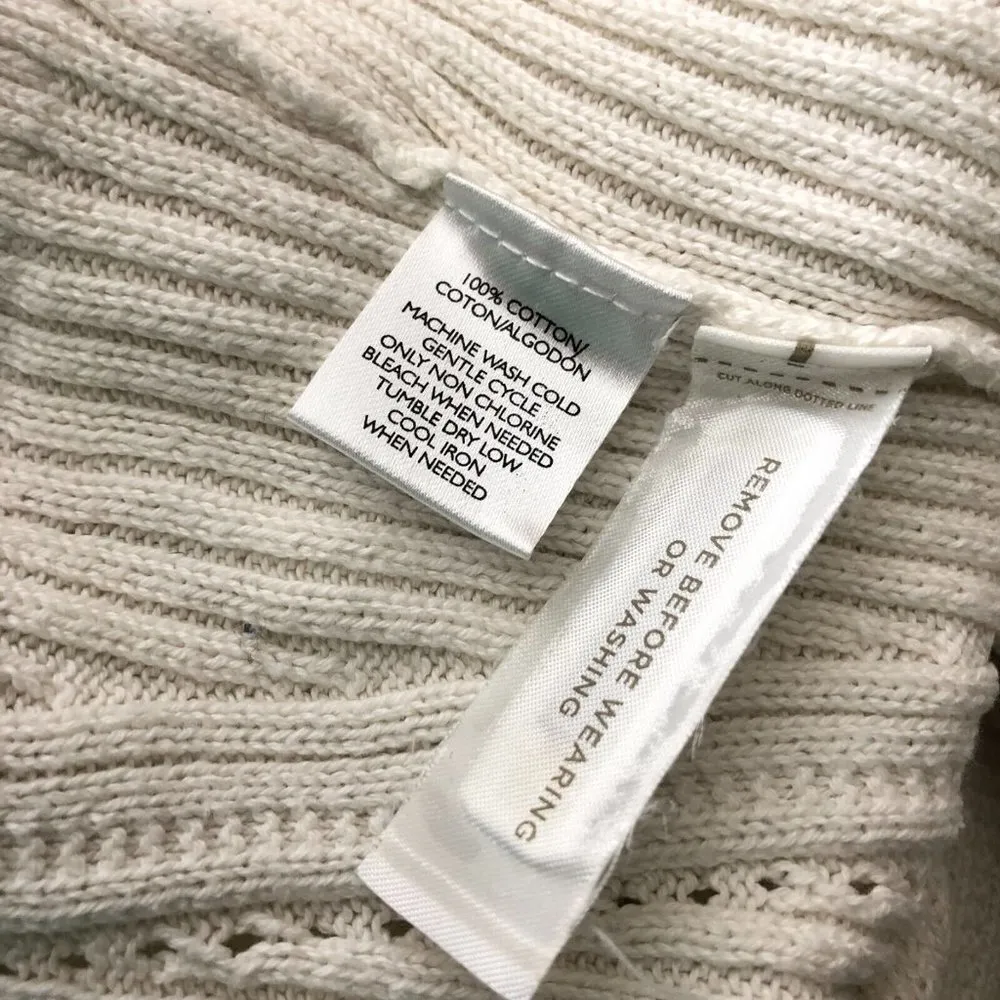 100% COTTON/
COTON/ALGODON
MACHINE WASH COLD
GENTLE CYCLE
ONLY NON CHLORINE
BLEACH WHEN NEEDED
TUMBLE DRY LOW
COOL IRON
WHEN NEEDED
CUT ALONG DOTTED LINE
REMOVE BEFORE WEARING
OR WASHING